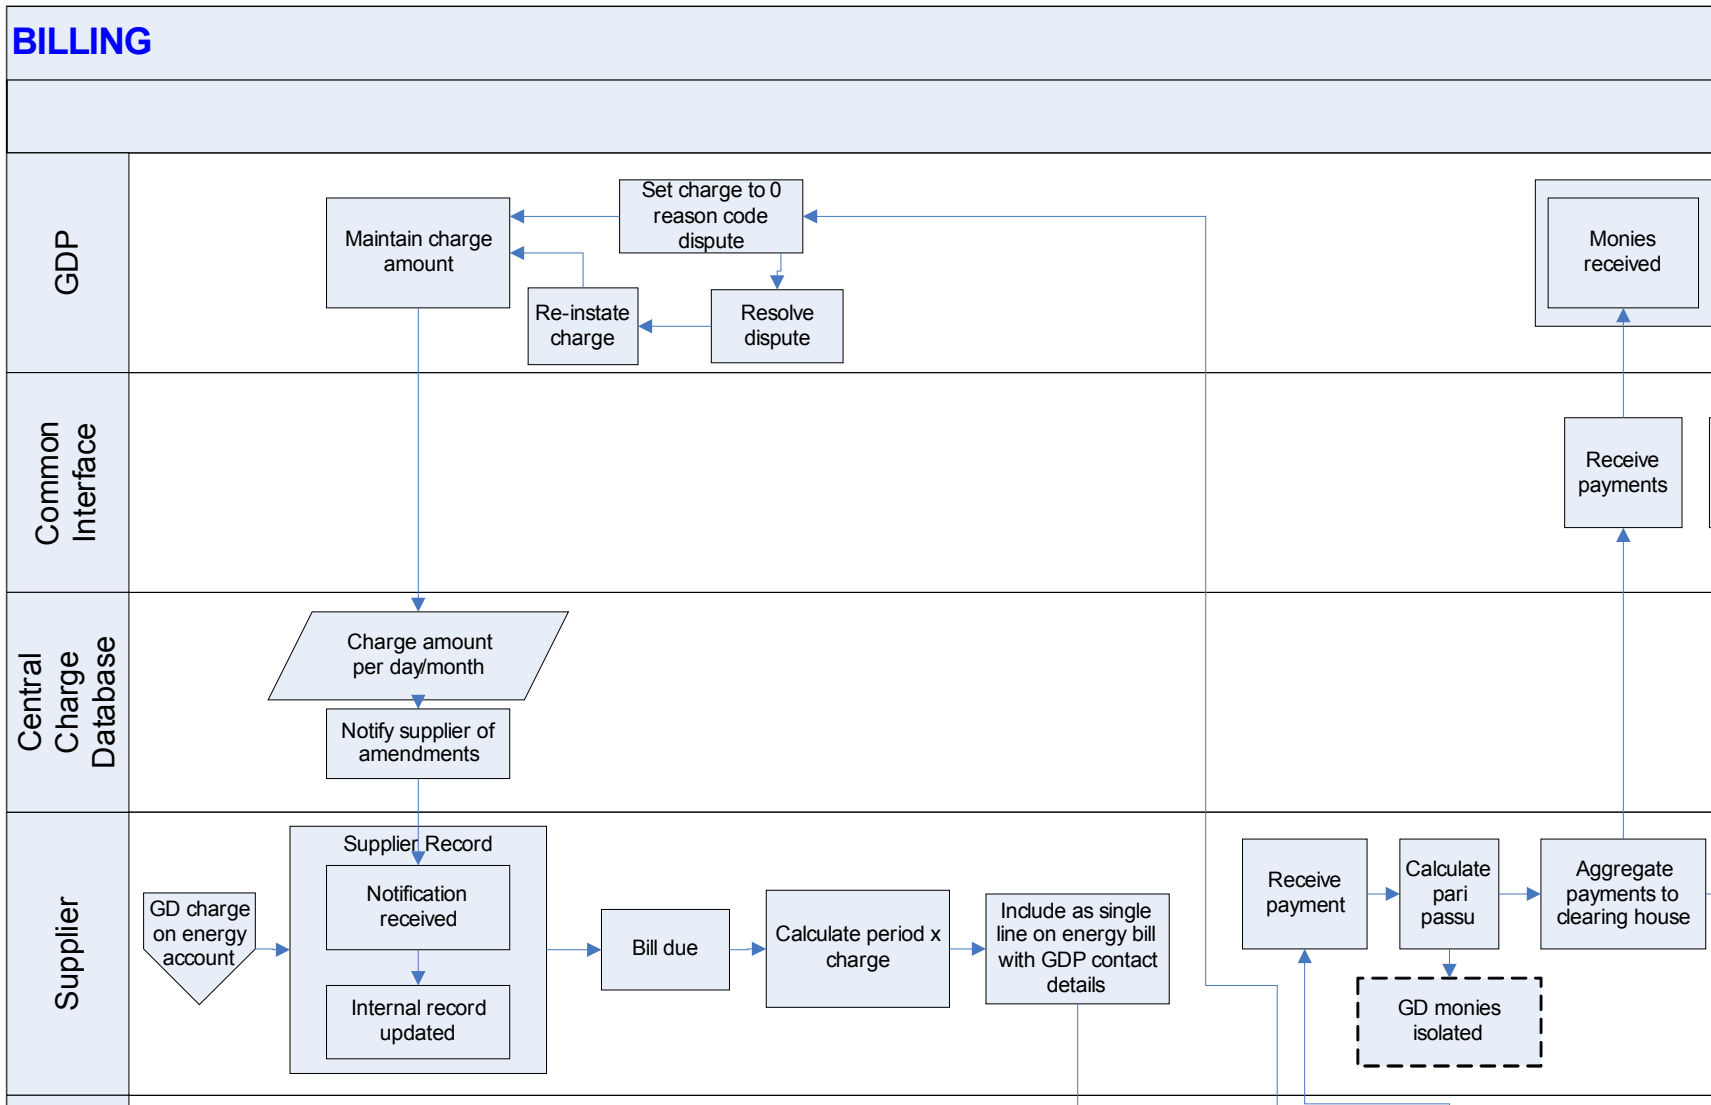 BILLING
GDP
Maintain charge
amount
Set charge to 0
reason code
dispute
Re-instate
charge
Resolve
dispute
Monies
received
Common
Interface
Receive
payments
Central
Charge
Database
Charge amount
per day/month
Notify supplier of
amendments
Supplier
GD charge
on energy
account
Supplier Record
Notification
received
Internal record
updated
Bill due
Calculate period x
charge
Include as single
line on energy bill
with GDP contact
details
Receive
payment
Calculate
pari
passu
Aggregate
payments to
clearing house
GD monies
isolated